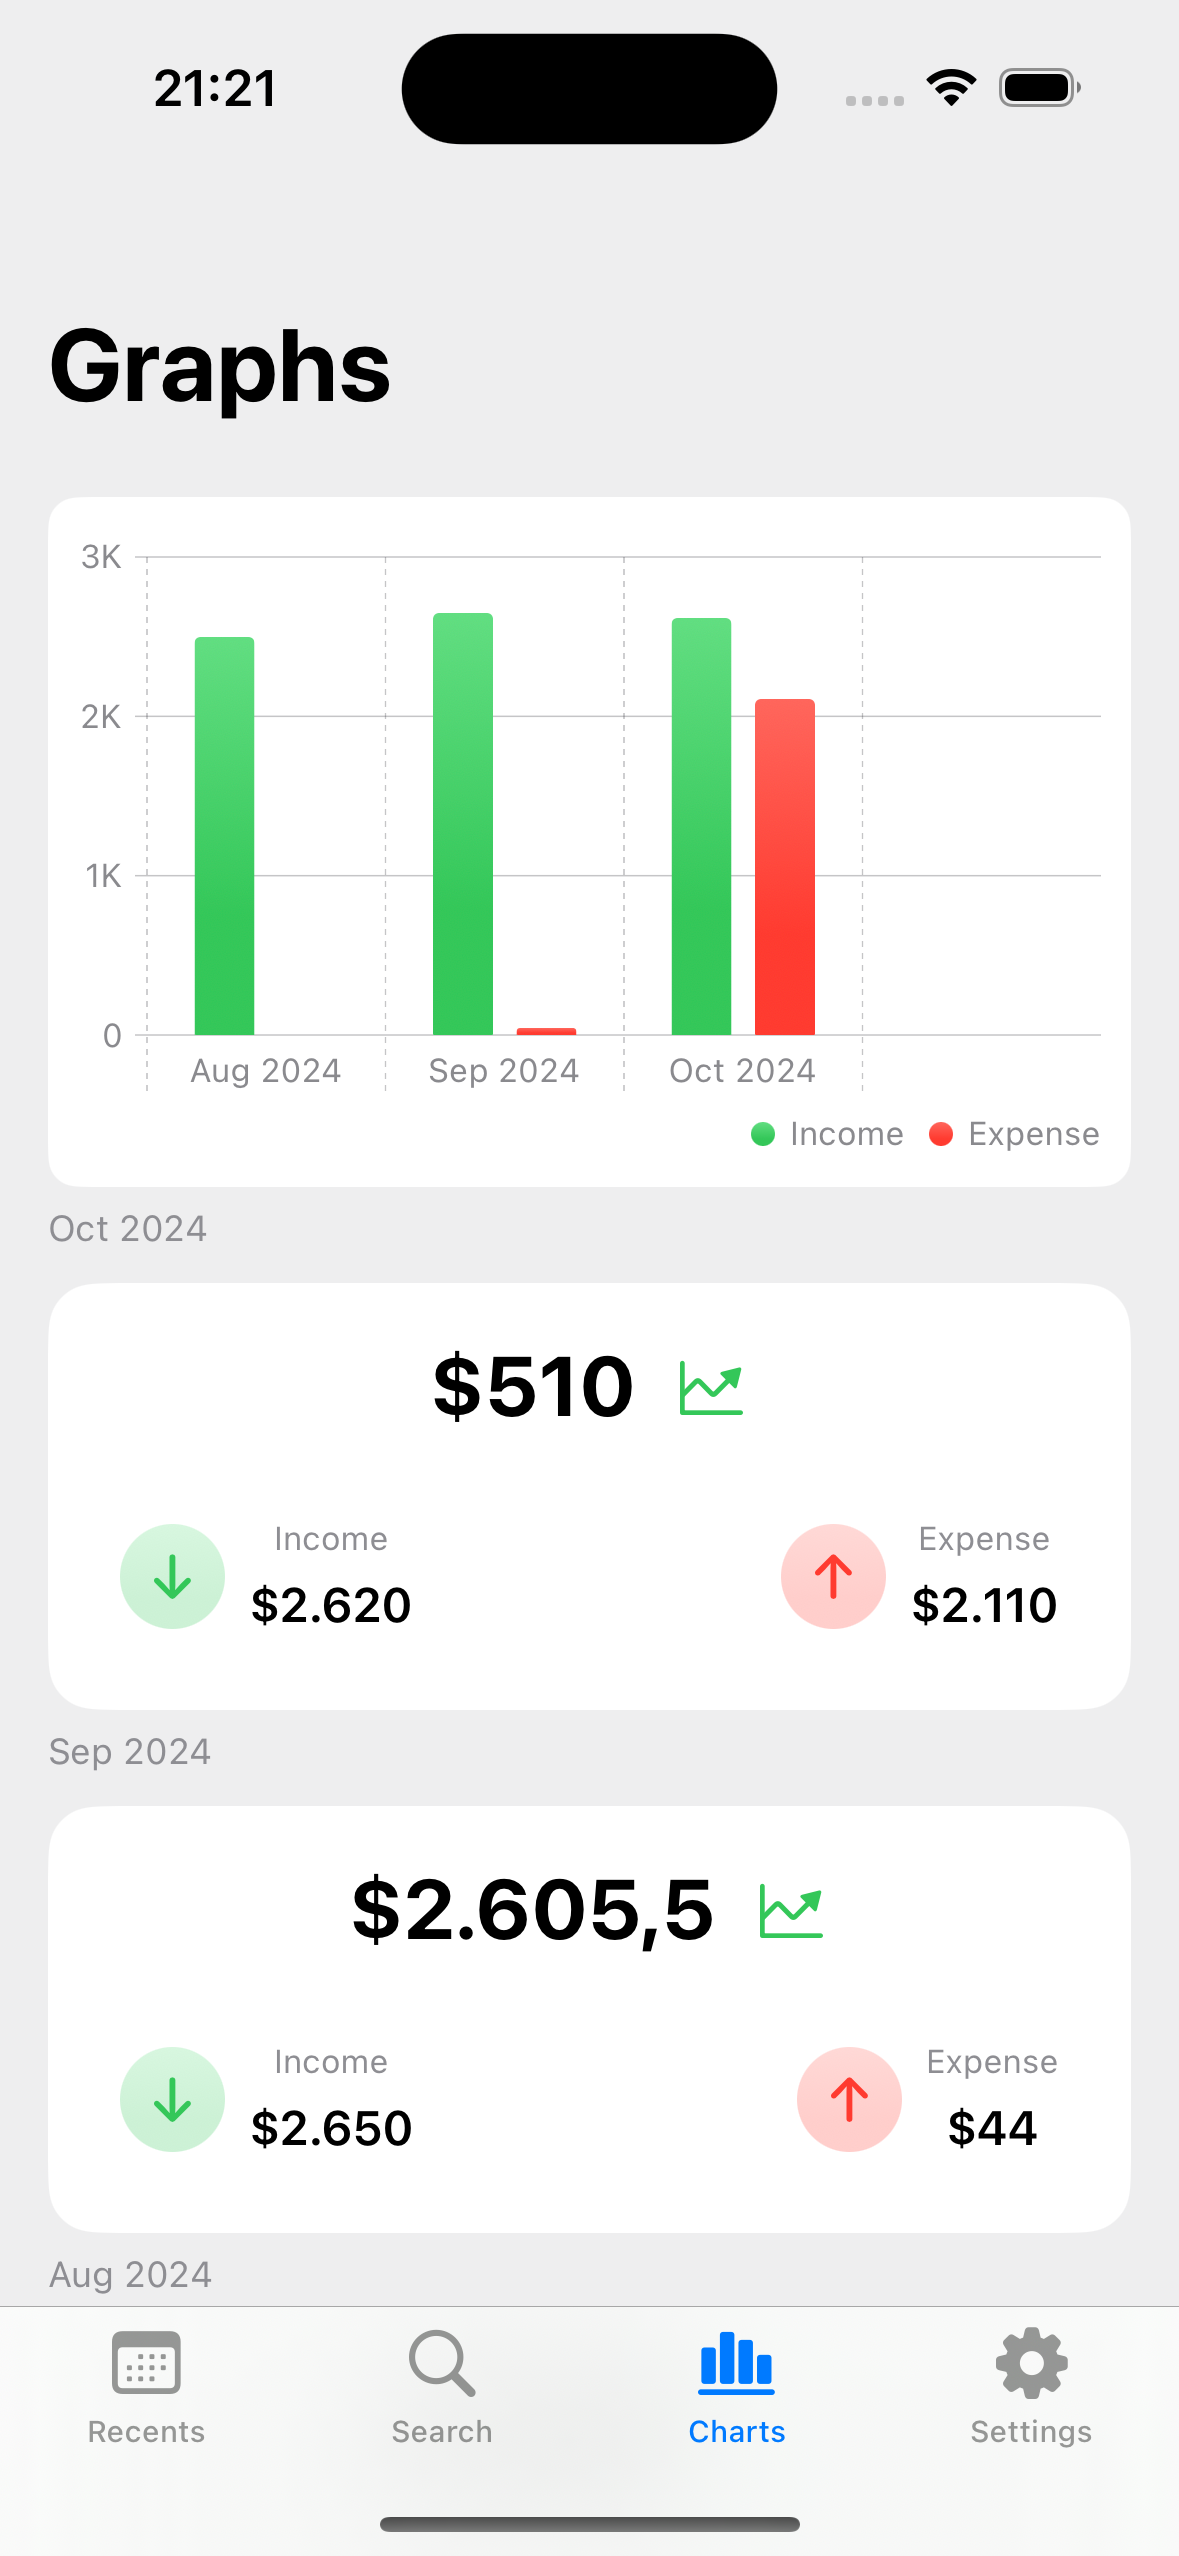 21:21
Graphs
3K
2K
1K
0
Aug 2024 Sep 2024 Oct 2024
Income Expense
Oct 2024
$510
Income Expense
$2.620 $2.110
Sep 2024
$2.605,5
Income Expense
$2.650 $44
Aug 2024
Recents Search Charts Settings